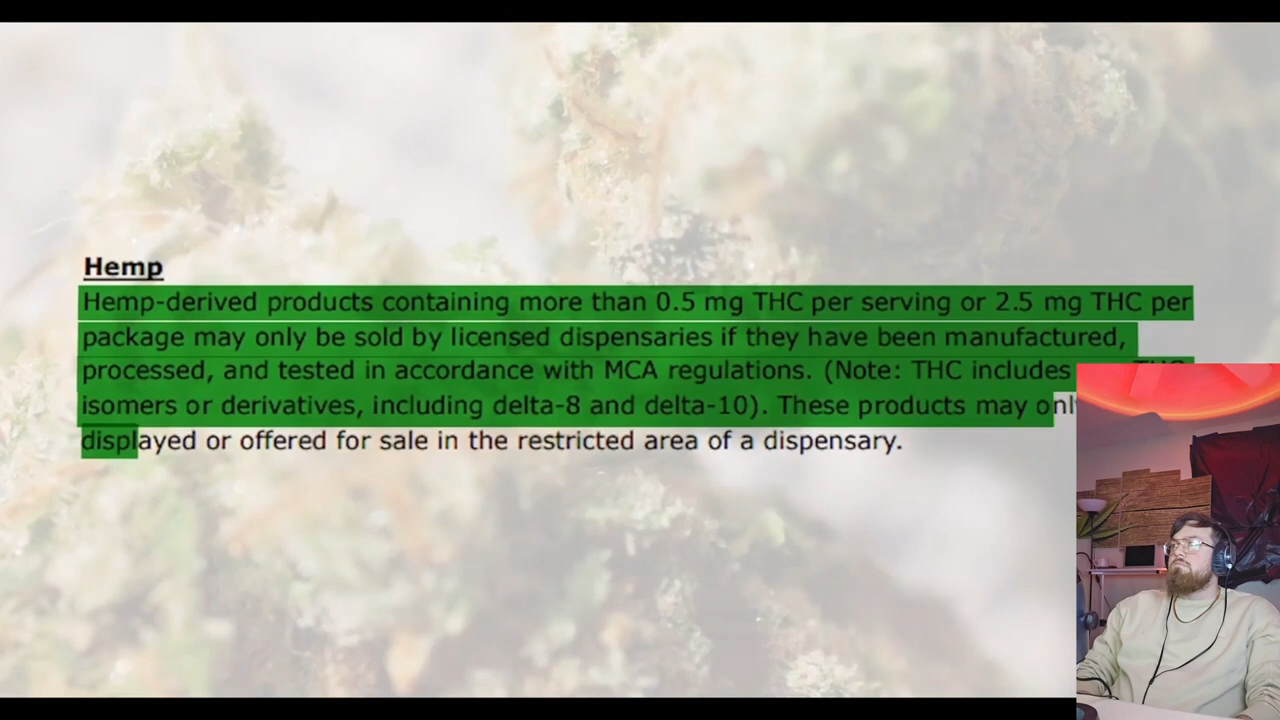 Hemp
Hemp-derived products containing more than 0.5 mg THC per serving or 2.5 mg THC per
package may only be sold by licensed dispensaries if they have been manufactured,
processed, and tested in accordance with MCA regulations. (Note: THC includes THC
isomers or derivatives, including delta-8 and delta-10). These products may only
displayed or offered for sale in the restricted area of a dispensary.